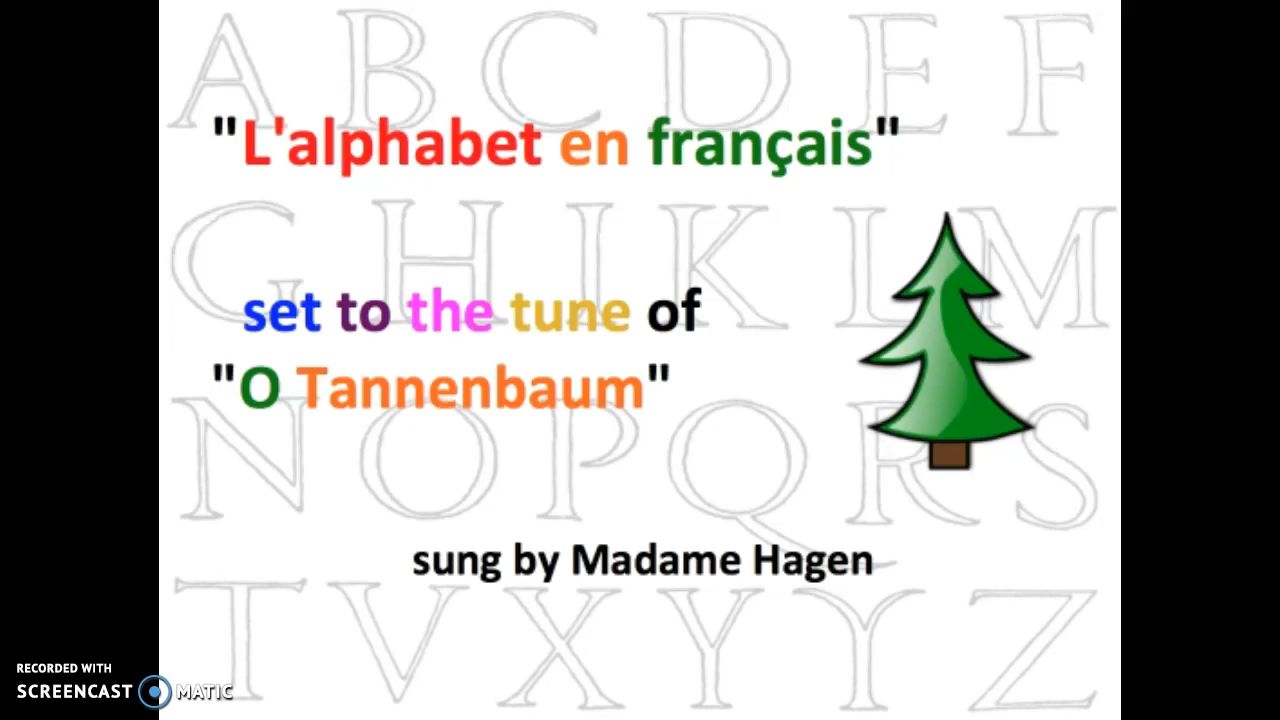 A B C D E F
"L'alphabet en français"
G H I K L M
set to the tune of
"O Tannenbaum"
N O P Q R S
sung by Madame Hagen
T V X Y Y Z
RECORDED WITH
SCREENCAST MATIC